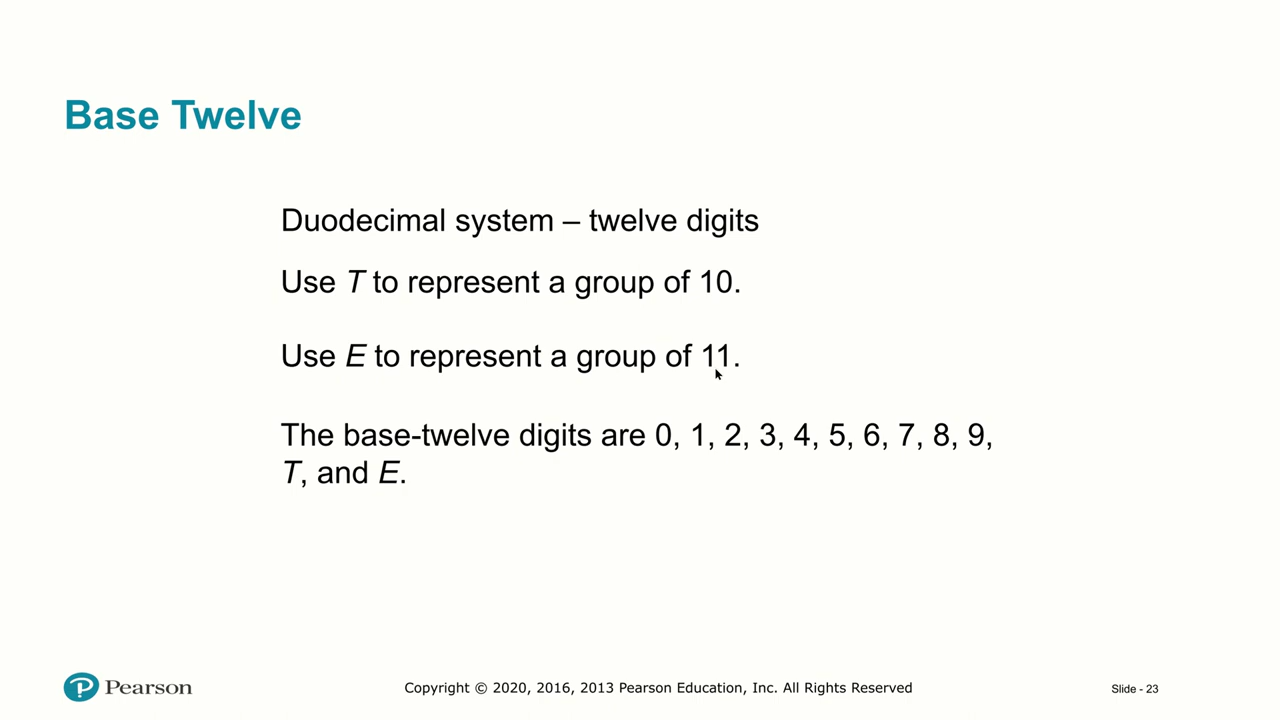 Base Twelve
Duodecimal system – twelve digits
Use T to represent a group of 10.
Use E to represent a group of 11.
The base-twelve digits are 0, 1, 2, 3, 4, 5, 6, 7, 8, 9,
T, and E.
P Pearson
Copyright © 2020, 2016, 2013 Pearson Education, Inc. All Rights Reserved
Slide - 23